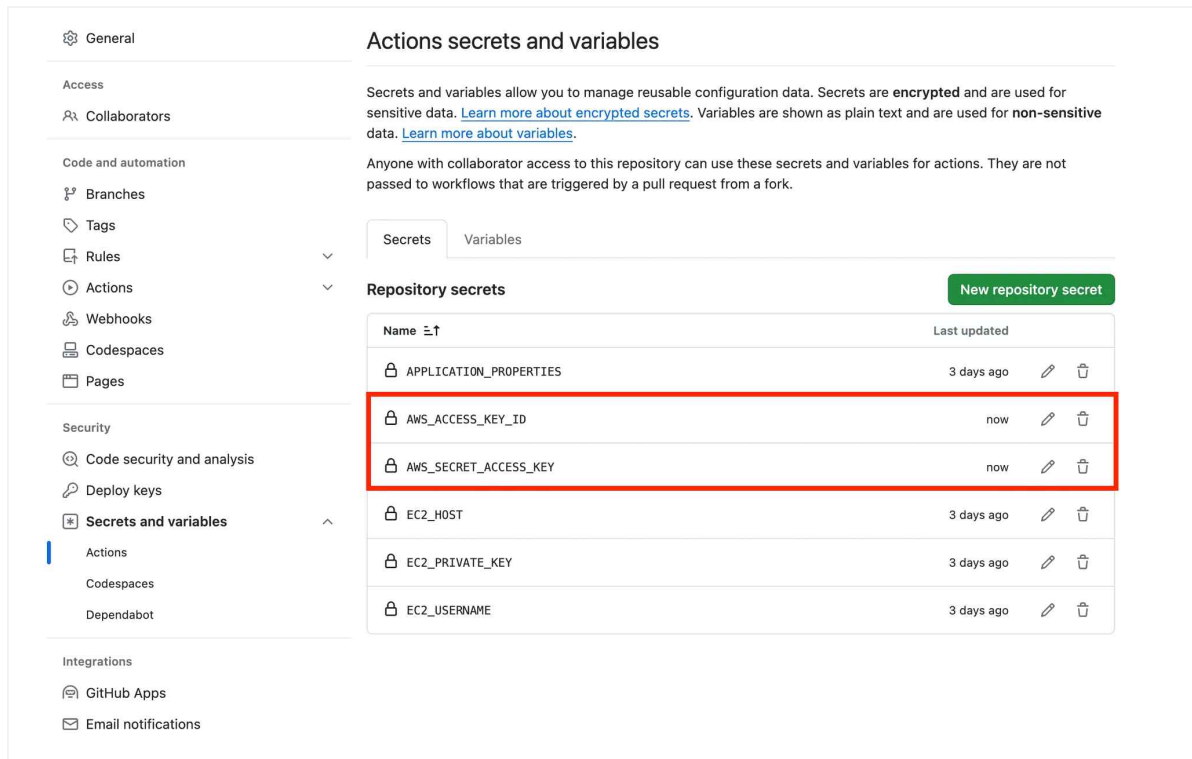 General
Access
Collaborators
Code and automation
Branches
Tags
Rules
Actions
Webhooks
Codespaces
Pages
Security
Code security and analysis
Deploy keys
Secrets and variables
Actions
Codespaces
Dependabot
Integrations
GitHub Apps
Email notifications
Actions secrets and variables
Secrets and variables allow you to manage reusable configuration data. Secrets are encrypted and are used for
sensitive data. Learn more about encrypted secrets. Variables are shown as plain text and are used for non-sensitive
data. Learn more about variables.
Anyone with collaborator access to this repository can use these secrets and variables for actions. They are not
passed to workflows that are triggered by a pull request from a fork.
Secrets Variables
Repository secrets New repository secret
Name Last updated
APPLICATION_PROPERTIES 3 days ago
AWS_ACCESS_KEY_ID now
AWS_SECRET_ACCESS_KEY now
EC2_HOST 3 days ago
EC2_PRIVATE_KEY 3 days ago
EC2_USERNAME 3 days ago